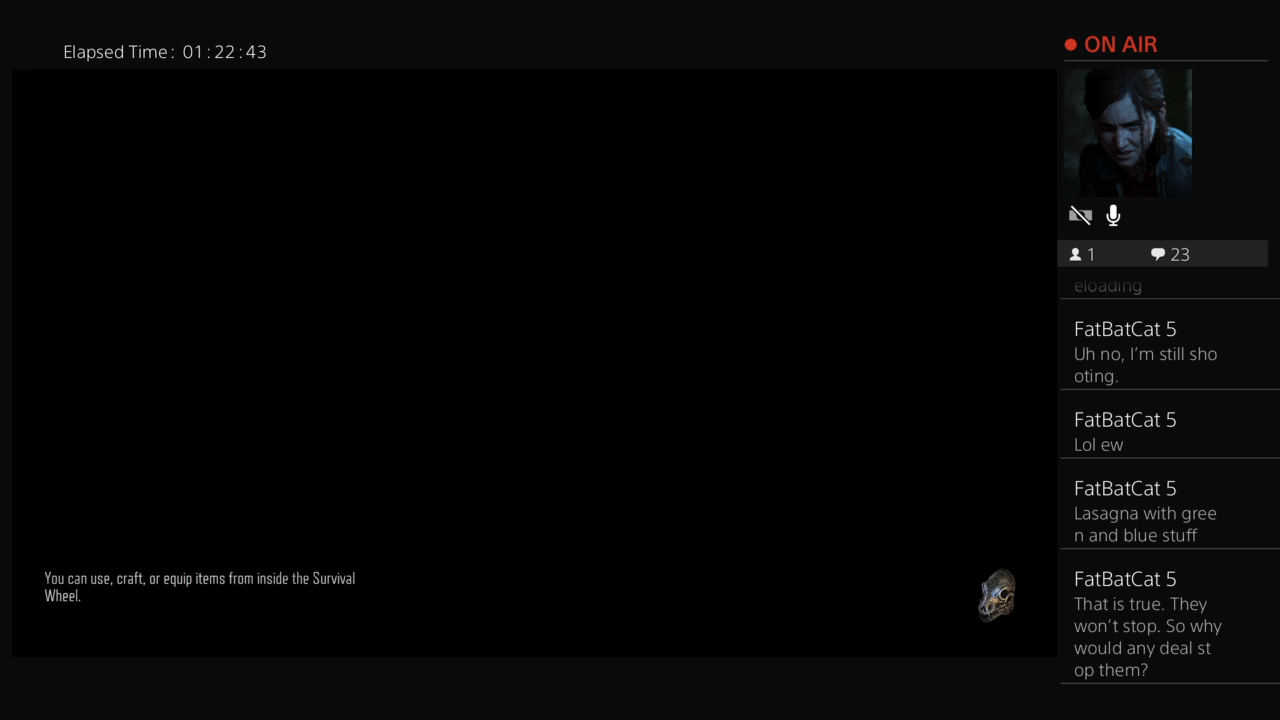 Elapsed Time: 01:22:43
ON AIR
1
23
eloading
FatBatCat 5
Uh no, I'm still sho
oting.
FatBatCat 5
Lol ew
FatBatCat 5
Lasagna with gree
n and blue stuff
FatBatCat 5
That is true. They
won't stop. So why
would any deal st
op them?
You can use, craft, or equip items from inside the Survival
Wheel.